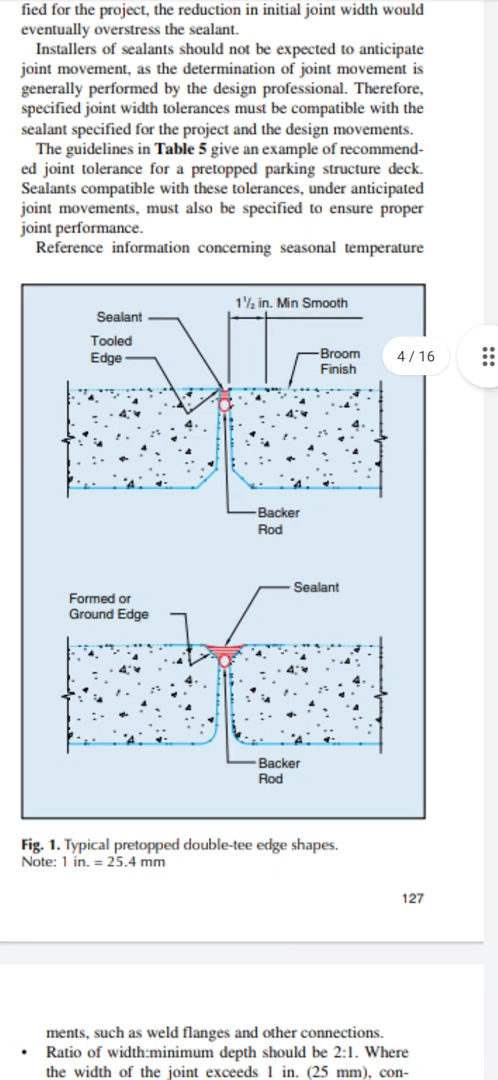 fied for the project, the reduction in initial joint width would
eventually overstress the sealant.
Installers of sealants should not be expected to anticipate
joint movement, as the determination of joint movement is
generally performed by the design professional. Therefore,
specified joint width tolerances must be compatible with the
sealant specified for the project and the design movements.
The guidelines in Table 5 give an example of recommend-
ed joint tolerance for a pretopped parking structure deck.
Sealants compatible with these tolerances, under anticipated
joint movements, must also be specified to ensure proper
joint performance.
Reference information concerning seasonal temperature
1½ in. Min Smooth
Sealant
Tooled
Edge
Broom
Finish
4 / 16
Backer
Rod
Sealant
Formed or
Ground Edge
Backer
Rod
Fig. 1. Typical pretopped double-tee edge shapes.
Note: 1 in. = 25.4 mm
127
ments, such as weld flanges and other connections.
• Ratio of width:minimum depth should be 2:1. Where
the width of the joint exceeds 1 in. (25 mm), con-